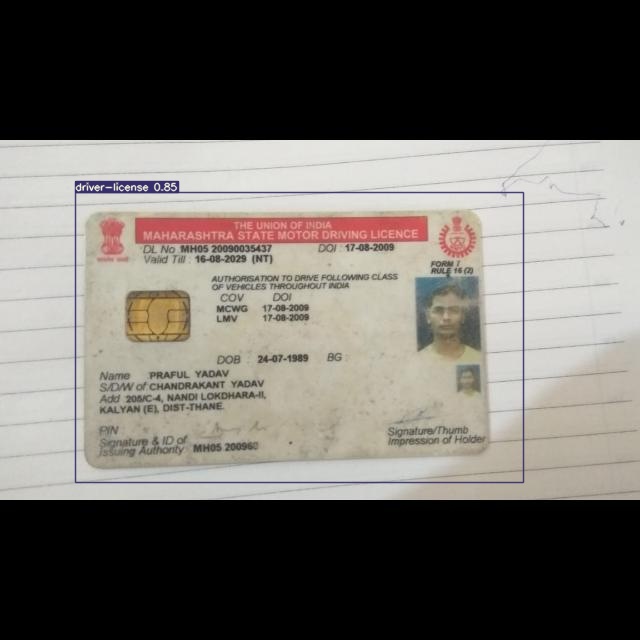 driver-license 0.85
THE UNION OF INDIA
MAHARASHTRA STATE MOTOR DRIVING LICENCE
DL No MH05 20090035437 DOI : 17-08-2009
Valid Till : 16-08-2029 (NT)
FORM 7
RULE 16 (2)
AUTHORISATION TO DRIVE FOLLOWING CLASS
OF VEHICLES THROUGHOUT INDIA
COV DOI
MCWG 17-08-2009
LMV 17-08-2009
DOB : 24-07-1989 BG :
Name PRAFUL YADAV
S/D/W of CHANDRAKANT YADAV
Add 205/C-4, NANDI LOKDHARA-II,
KALYAN (E), DIST-THANE.
PIN
Signature & ID of
Issuing Authority MH05 200960
Signature/Thumb
Impression of Holder